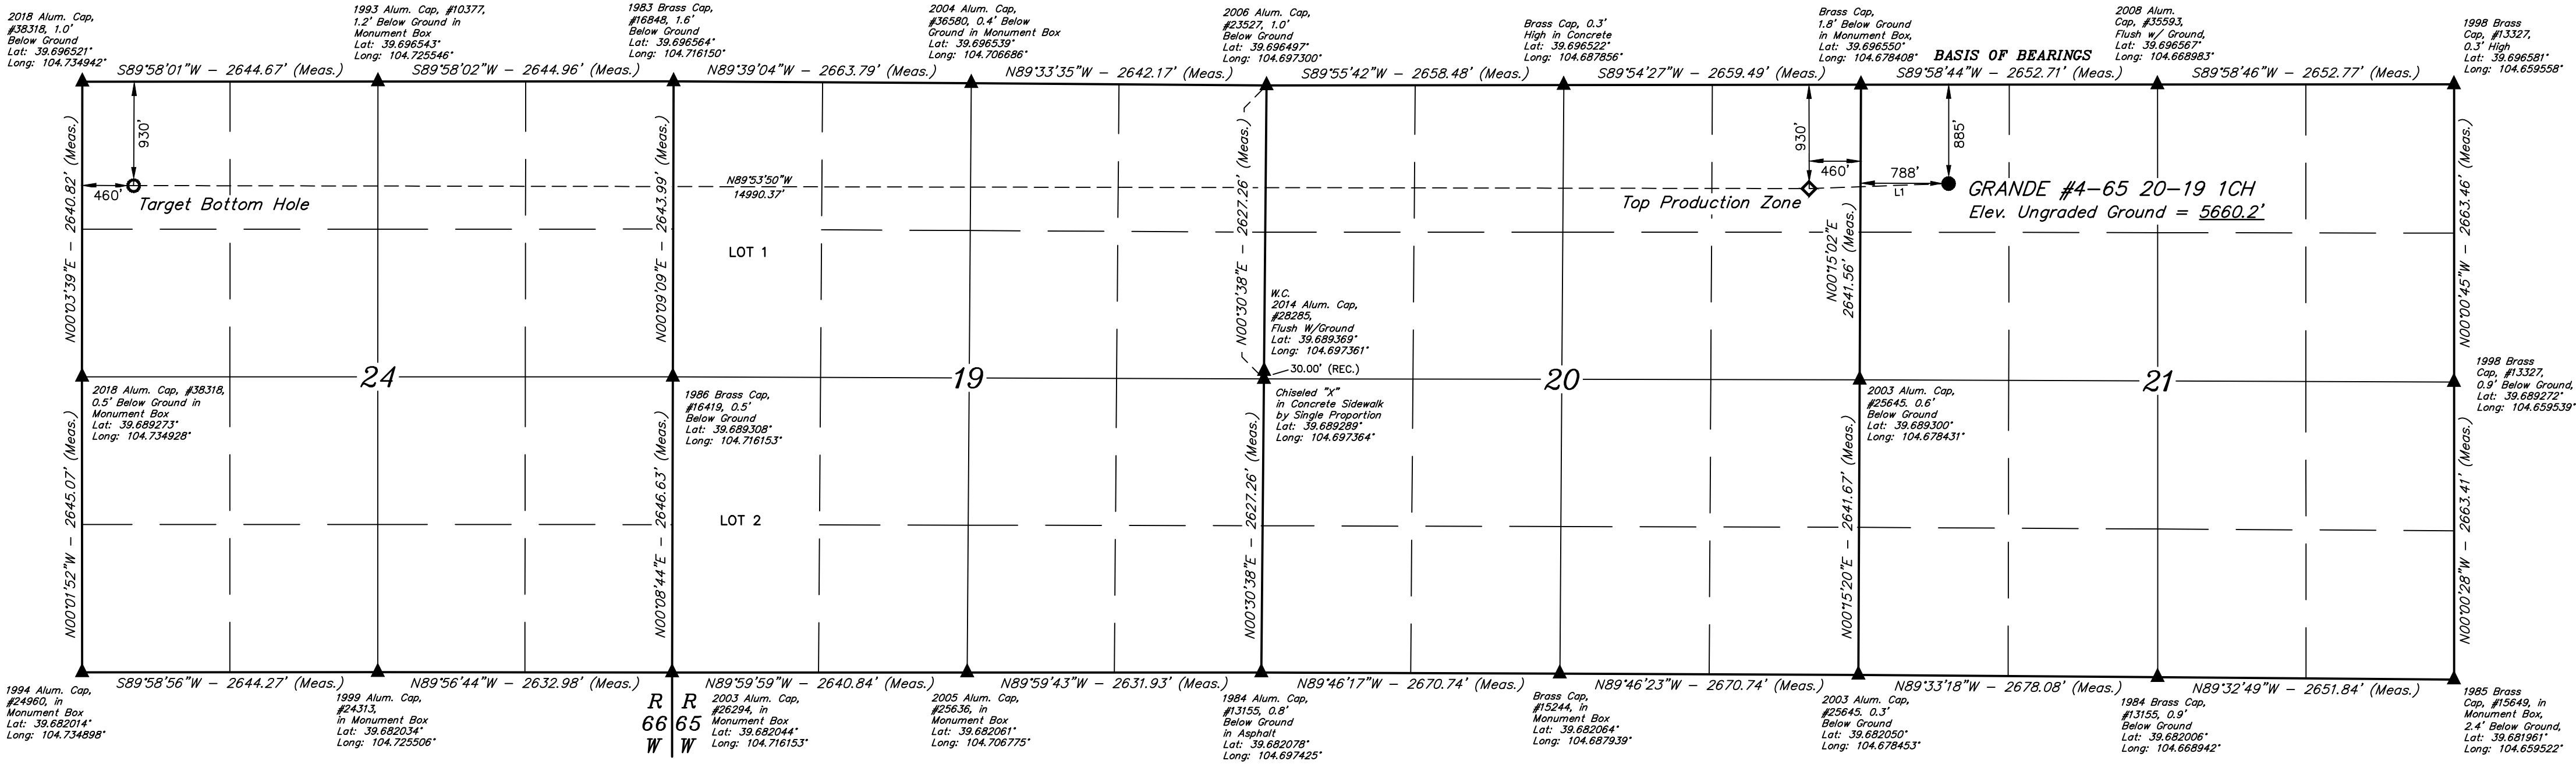 2018 Alum. Cap,
#38318, 1.0'
Below Ground
Lat: 39.696521°
Long: 104.734942°
1993 Alum. Cap, #10377,
1.2' Below Ground in
Monument Box
Lat: 39.696543°
Long: 104.725546°
1983 Brass Cap,
#16848, 1.6'
Below Ground
Lat: 39.696564°
Long: 104.716150°
2004 Alum. Cap,
#36580, 0.4' Below
Ground in Monument Box
Lat: 39.696539°
Long: 104.706686°
2006 Alum. Cap,
#23527, 1.0'
Below Ground
Lat: 39.696497°
Long: 104.697300°
Brass Cap, 0.3'
High in Concrete
Lat: 39.696522°
Long: 104.687856°
Brass Cap,
1.8' Below Ground
in Monument Box,
Lat: 39.696550°
Long: 104.678408°
BASIS OF BEARINGS
2008 Alum.
Cap, #35593,
Flush w/ Ground,
Lat: 39.696567°
Long: 104.668983°
1998 Brass
Cap, #13327,
0.3' High
Lat: 39.696581°
Long: 104.659558°
S89°58'01"W - 2644.67' (Meas.)
S89°58'02"W - 2644.96' (Meas.)
N89°39'04"W - 2663.79' (Meas.)
N89°33'35"W - 2642.17' (Meas.)
S89°55'42"W - 2658.48' (Meas.)
S89°54'27"W - 2659.49' (Meas.)
S89°58'44"W - 2652.71' (Meas.)
S89°58'46"W - 2652.77' (Meas.)
930'
460'
Target Bottom Hole
N89°53'50"W
14990.37'
930'
460'
Top Production Zone
788'
L1
885'
GRANDE #4-65 20-19 1CH
Elev. Ungraded Ground = 5660.2'
N00°03'39"E - 2640.82' (Meas.)
N00°09'09"E - 2643.99' (Meas.)
N00°30'38"E - 2627.26' (Meas.)
N00°15'02"E
2641.56' (Meas.)
N00°00'45"W - 2663.46' (Meas.)
LOT 1
W.C.
2014 Alum. Cap,
#28285,
Flush W/Ground
Lat: 39.689369°
Long: 104.697361°
30.00' (REC.)
24
19
20
21
2018 Alum. Cap, #38318,
0.5' Below Ground in
Monument Box
Lat: 39.689273°
Long: 104.734928°
1986 Brass Cap,
#16419, 0.5'
Below Ground
Lat: 39.689308°
Long: 104.716153°
Chiseled "X"
in Concrete Sidewalk
by Single Proportion
Lat: 39.689289°
Long: 104.697364°
2003 Alum. Cap,
#25645. 0.6'
Below Ground
Lat: 39.689300°
Long: 104.678431°
1998 Brass
Cap, #13327,
0.9' Below Ground,
Lat: 39.689272°
Long: 104.659539°
N00°01'52"W - 2645.07' (Meas.)
N00°08'44"E - 2646.63' (Meas.)
N00°30'38"E - 2627.26' (Meas.)
N00°15'20"E - 2641.67' (Meas.)
N00°00'28"W - 2663.41' (Meas.)
LOT 2
S89°58'56"W - 2644.27' (Meas.)
N89°56'44"W - 2632.98' (Meas.)
N89°59'59"W - 2640.84' (Meas.)
N89°59'43"W - 2631.93' (Meas.)
N89°46'17"W - 2670.74' (Meas.)
N89°46'23"W - 2670.74' (Meas.)
N89°33'18"W - 2678.08' (Meas.)
N89°32'49"W - 2651.84' (Meas.)
1994 Alum. Cap,
#24960, in
Monument Box
Lat: 39.682014°
Long: 104.734898°
1999 Alum. Cap,
#24313,
in Monument Box
Lat: 39.682034°
Long: 104.725506°
R R
66 65
W W
2003 Alum. Cap,
#26294, in
Monument Box
Lat: 39.682044°
Long: 104.716153°
2005 Alum. Cap,
#25636, in
Monument Box
Lat: 39.682061°
Long: 104.706775°
1984 Alum. Cap,
#13155, 0.8'
Below Ground
in Asphalt
Lat: 39.682078°
Long: 104.697425°
Brass Cap,
#15244, in
Monument Box
Lat: 39.682064°
Long: 104.687939°
2003 Alum. Cap,
#25645. 0.3'
Below Ground
Lat: 39.682050°
Long: 104.678453°
1984 Brass Cap,
#13155, 0.9'
Below Ground
Lat: 39.682006°
Long: 104.668942°
1985 Brass
Cap, #15649, in
Monument Box,
2.4' Below Ground,
Lat: 39.681961°
Long: 104.659522°